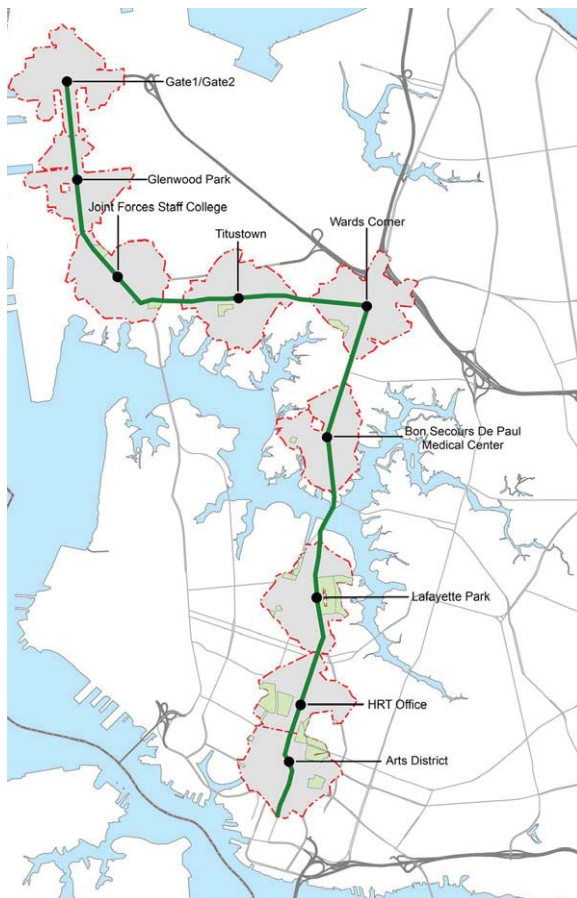 Gate1/Gate2
Glenwood Park
Joint Forces Staff College
Titustown
Wards Corner
Bon Secours De Paul
Medical Center
Lafayette Park
HRT Office
Arts District